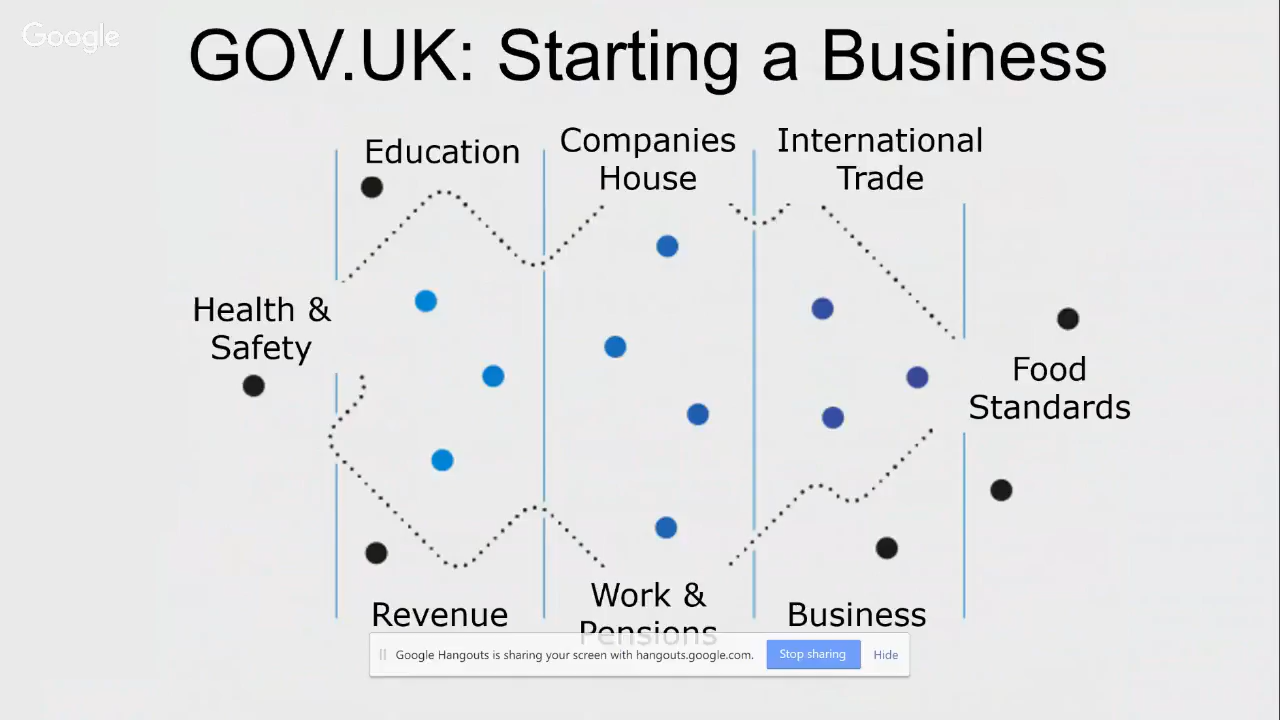 Google
GOV.UK: Starting a Business
Education
Companies
House
International
Trade
Health &
Safety
Food
Standards
Revenue
Work &
Pensions
Business
Google Hangouts is sharing your screen with hangouts.google.com.
Stop sharing
Hide